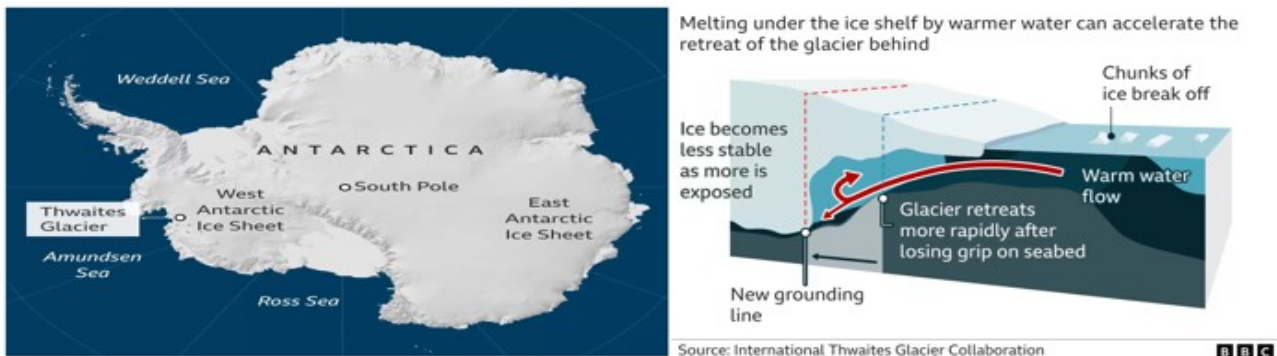 Weddell Sea
ANTARCTICA
South Pole
West
Antarctic
Ice Sheet
East
Antarctic
Ice Sheet
Thwaites
Glacier
Amundsen
Sea
Ross Sea
Melting under the ice shelf by warmer water can accelerate the
retreat of the glacier behind
Chunks of
ice break off
Ice becomes
less stable
as more is
exposed
Warm water
flow
Glacier retreats
more rapidly after
losing grip on seabed
New grounding
line
Source: International Thwaites Glacier Collaboration
BBC